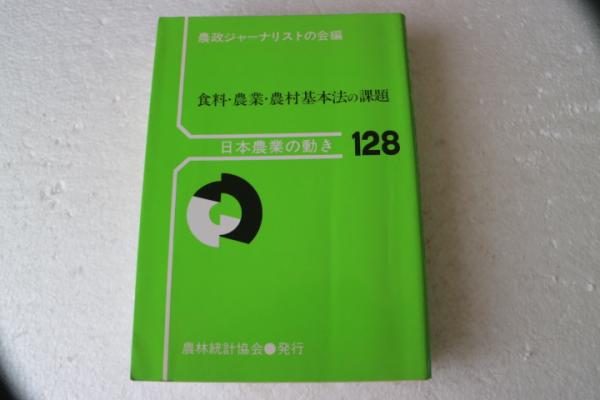 農政ジャーナリストの会編
食料・農業・農村基本法の課題
日本農業の動き 128
農林統計協会●発行